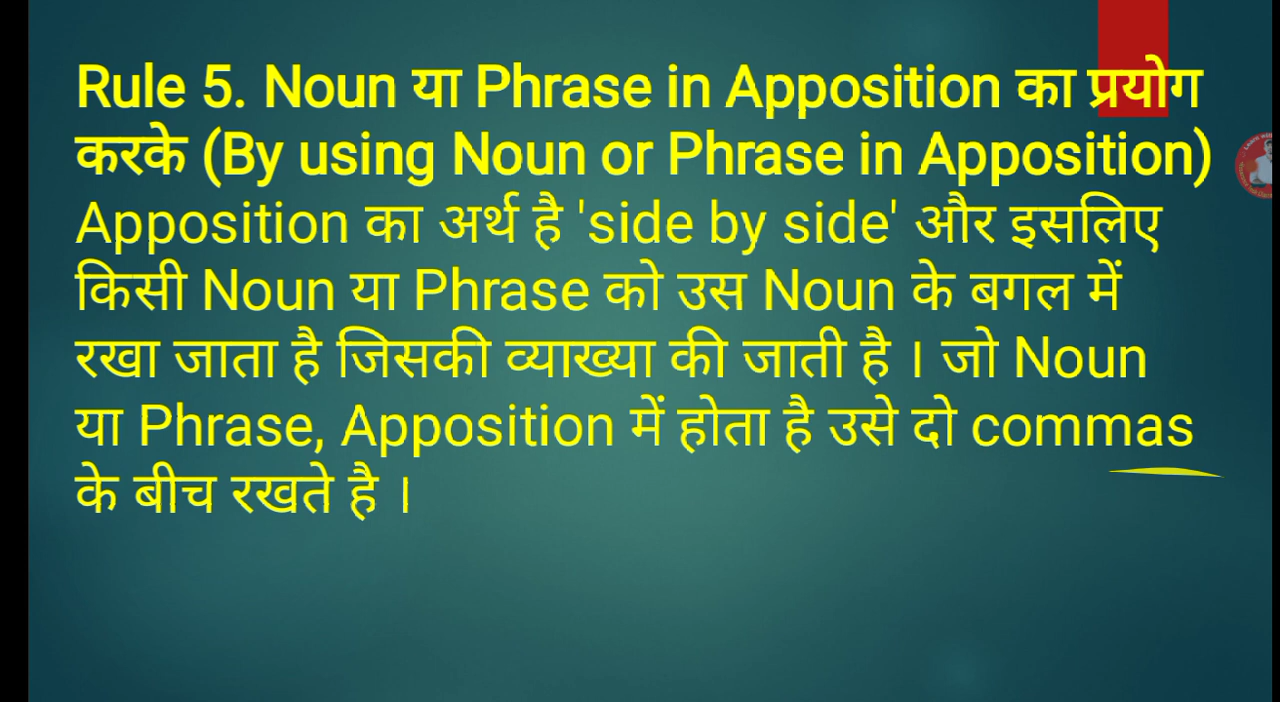 Rule 5. Noun या Phrase in Apposition का प्रयोग
करके (By using Noun or Phrase in Apposition)
Apposition का अर्थ है 'side by side' और इसलिए
किसी Noun या Phrase को उस Noun के बगल में
रखा जाता है जिसकी व्याख्या की जाती है । जो Noun
या Phrase, Apposition में होता है उसे दो commas
के बीच रखते है ।